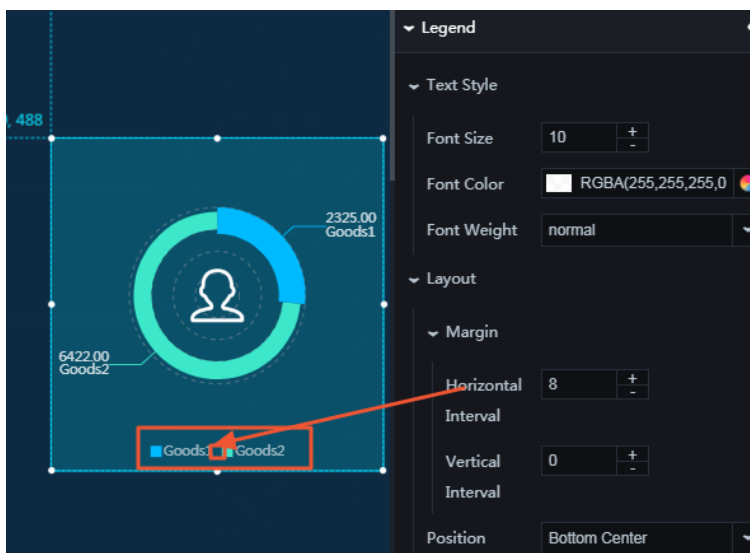 Legend
Text Style
, 488
Font Size 10 + -
Font Color RGBA(255,255,255,0
Font Weight normal
Layout
Margin
Horizontal Interval 8 + -
Vertical Interval 0 + -
Position Bottom Center
2325.00
Goods1
6422.00
Goods2
Goods1 Goods2